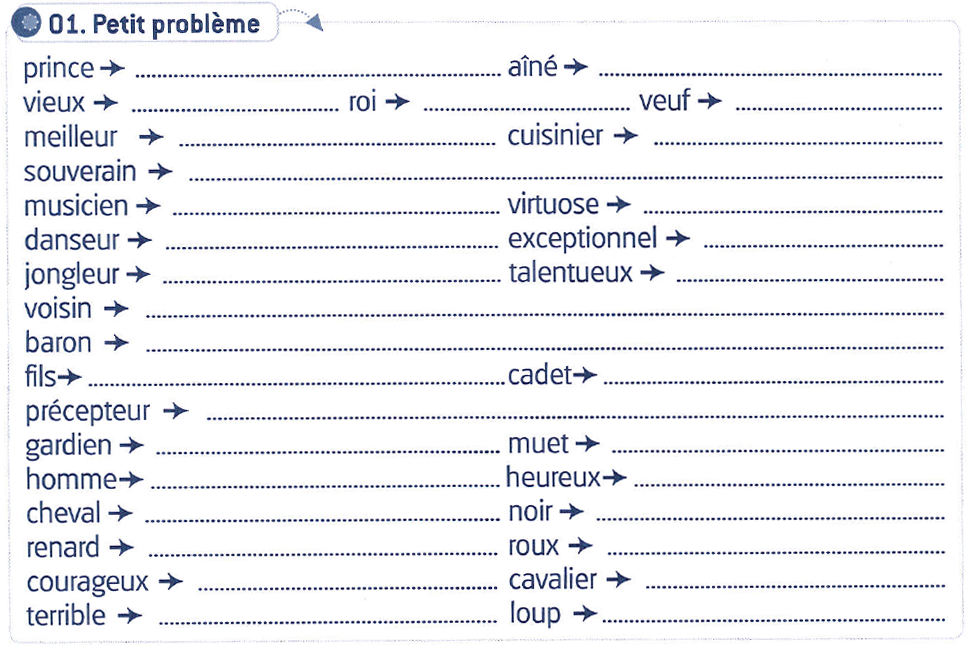 01. Petit problème
prince → .......... aîné → ..........
vieux → .......... roi → .......... veuf → ..........
meilleur → .......... cuisinier → ..........
souverain → ..........
musicien → .......... virtuose → ..........
danseur → .......... exceptionnel → ..........
jongleur → .......... talentueux → ..........
voisin → ..........
baron → ..........
fils→ .......... cadet→ ..........
précepteur → ..........
gardien → .......... muet → ..........
homme→ .......... heureux→ ..........
cheval → .......... noir → ..........
renard → .......... roux → ..........
courageux → .......... cavalier → ..........
terrible → .......... loup → ..........